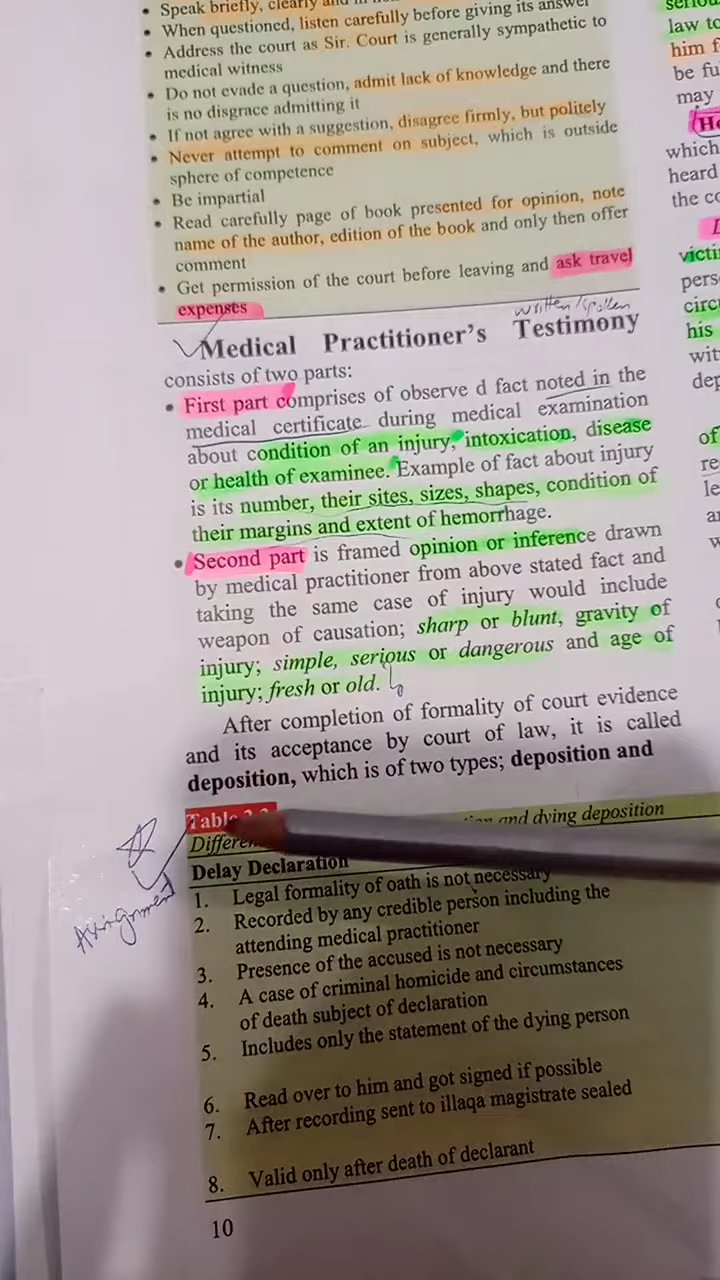 • Speak briefly, clearly and in
• When questioned, listen carefully before giving its answer
• Address the court as Sir. Court is generally sympathetic to
medical witness
• Do not evade a question, admit lack of knowledge and there
is no disgrace admitting it
• If not agree with a suggestion, disagree firmly, but politely
• Never attempt to comment on subject, which is outside
sphere of competence
• Be impartial
• Read carefully page of book presented for opinion, note
name of the author, edition of the book and only then offer
comment
• Get permission of the court before leaving and ask travel
expenses
written/spoken
Medical Practitioner's Testimony
consists of two parts:
• First part comprises of observe d fact noted in the
medical certificate during medical examination
about condition of an injury, intoxication, disease
or health of examinee. Example of fact about injury
is its number, their sites, sizes, shapes, condition of
their margins and extent of hemorrhage.
• Second part is framed opinion or inference drawn
by medical practitioner from above stated fact and
taking the same case of injury would include
weapon of causation; sharp or blunt, gravity of
injury; simple, serious or dangerous and age of
injury; fresh or old.
After completion of formality of court evidence
and its acceptance by court of law, it is called
deposition, which is of two types; deposition and
Table
and dying deposition
Delay Declaration
Assignment
1. Legal formality of oath is not necessary
2. Recorded by any credible person including the
attending medical practitioner
3. Presence of the accused is not necessary
4. A case of criminal homicide and circumstances
of death subject of declaration
5. Includes only the statement of the dying person
6. Read over to him and got signed if possible
7. After recording sent to illaqa magistrate sealed
8. Valid only after death of declarant
10
law to
him f
be fu
may
which
heard
the co
victi
pers
circu
his
wit
dep
of